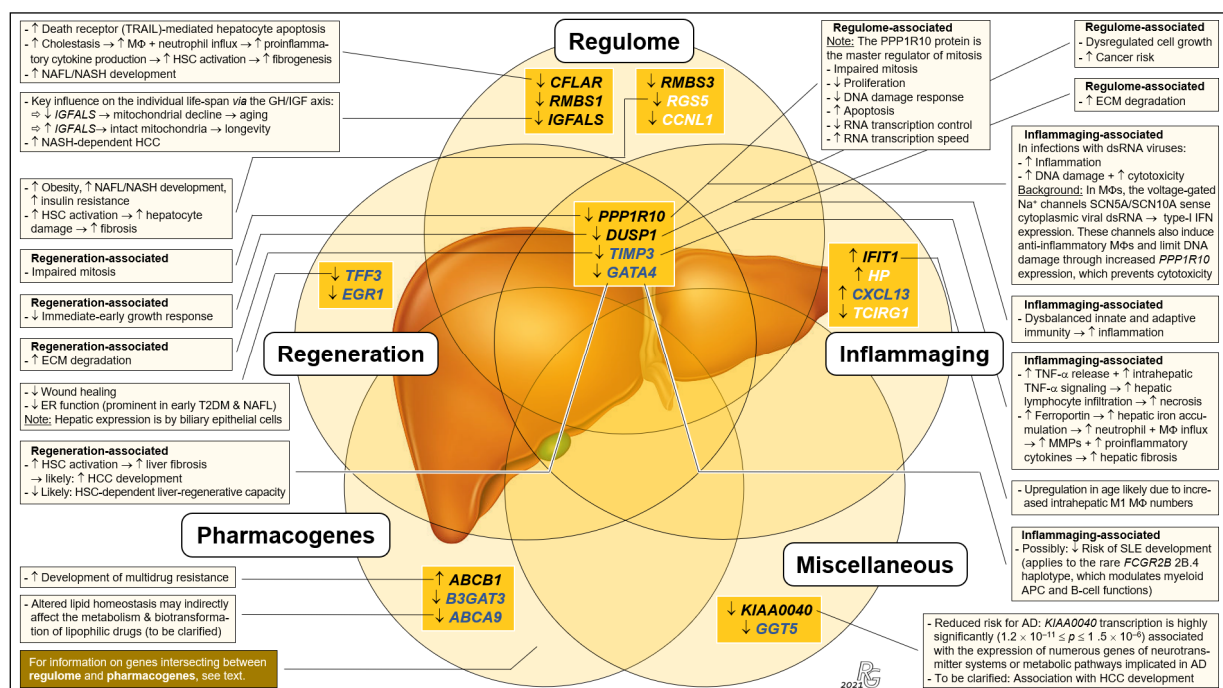 - ↑ Death receptor (TRAIL)-mediated hepatocyte apoptosis
- ↑ Cholestasis → ↑ MΦ + neutrophil influx → ↑ proinflamma-
tory cytokine production → ↑ HSC activation → ↑ fibrogenesis
- ↑ NAFL/NASH development
- Key influence on the individual life-span via the GH/IGF axis:
⇨ ↓ IGFALS → mitochondrial decline → aging
⇨ ↑ IGFALS → intact mitochondria → longevity
- ↑ NASH-dependent HCC
- ↑ Obesity, ↑ NAFL/NASH development,
↑ insulin resistance
- ↑ HSC activation → ↑ hepatocyte
damage → ↑ fibrosis
Regeneration-associated
- Impaired mitosis
Regeneration-associated
- ↓ Immediate-early growth response
Regeneration-associated
- ↑ ECM degradation
- ↓ Wound healing
- ↓ ER function (prominent in early T2DM & NAFL)
Note: Hepatic expression is by biliary epithelial cells
Regeneration-associated
- ↑ HSC activation → ↑ liver fibrosis
→ likely: ↑ HCC development
- ↓ Likely: HSC-dependent liver-regenerative capacity
Regulome
↓ CFLAR
↓ RMBS1
↓ IGFALS
↓ RMBS3
↓ RGS5
↓ CCNL1
↓ PPP1R10
↓ DUSP1
↓ TIMP3
↓ GATA4
↓ TFF3
↓ EGR1
↑ IFIT1
↑ HP
↑ CXCL13
↓ TCIRG1
Regeneration
Inflammaging
Pharmacogenes
Miscellaneous
- ↑ Development of multidrug resistance
- Altered lipid homeostasis may indirectly
affect the metabolism & biotransforma-
tion of lipophilic drugs (to be clarified)
For information on genes intersecting between
regulome and pharmacogenes, see text.
↑ ABCB1
↓ B3GAT3
↓ ABCA9
↓ KIAA0040
↓ GGT5
Regulome-associated
Note: The PPP1R10 protein is
the master regulator of mitosis
- Impaired mitosis
- ↓ Proliferation
- ↓ DNA damage response
- ↑ Apoptosis
- ↓ RNA transcription control
- ↑ RNA transcription speed
Regulome-associated
- Dysregulated cell growth
- ↑ Cancer risk
Regulome-associated
- ↑ ECM degradation
Inflammaging-associated
In infections with dsRNA viruses:
- ↑ Inflammation
- ↑ DNA damage + ↑ cytotoxicity
Background: In MΦs, the voltage-gated
Na⁺ channels SCN5A/SCN10A sense
cytoplasmic viral dsRNA → type-I IFN
expression. These channels also induce
anti-inflammatory MΦs and limit DNA
damage through increased PPP1R10
expression, which prevents cytotoxicity
Inflammaging-associated
- Dysbalanced innate and adaptive
immunity → ↑ inflammation
Inflammaging-associated
- ↑ TNF-α release + ↑ intrahepatic
TNF-α signaling → ↑ hepatic
lymphocyte infiltration → ↑ necrosis
- ↑ Ferroportin → ↑ hepatic iron accu-
mulation → ↑ neutrophil + MΦ influx
→ ↑ MMPs + ↑ proinflammatory
cytokines → ↑ hepatic fibrosis
- Upregulation in age likely due to incre-
ased intrahepatic M1 MΦ numbers
Inflammaging-associated
- Possibly: ↓ Risk of SLE development
(applies to the rare FCGR2B 2B.4
haplotype, which modulates myeloid
APC and B-cell functions)
- Reduced risk for AD: KIAA0040 transcription is highly
significantly (1.2 × 10⁻¹¹ ≤ p ≤ 1 .5 × 10⁻⁶) associated
with the expression of numerous genes of neurotrans-
mitter systems or metabolic pathways implicated in AD
- To be clarified: Association with HCC development
RG
2021